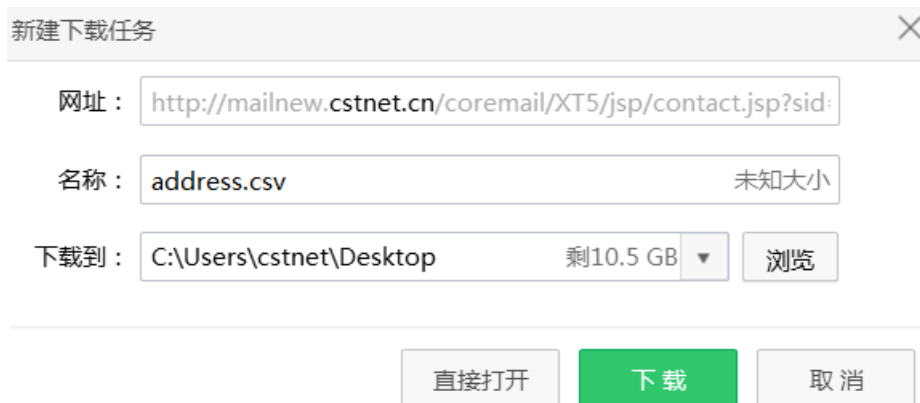 新建下载任务
网址： http://mailnew.cstnet.cn/coremail/XT5/jsp/contact.jsp?sid=
名称： address.csv 未知大小
下载到： C:\Users\cstnet\Desktop 剩10.5 GB 浏览
直接打开 下载 取消